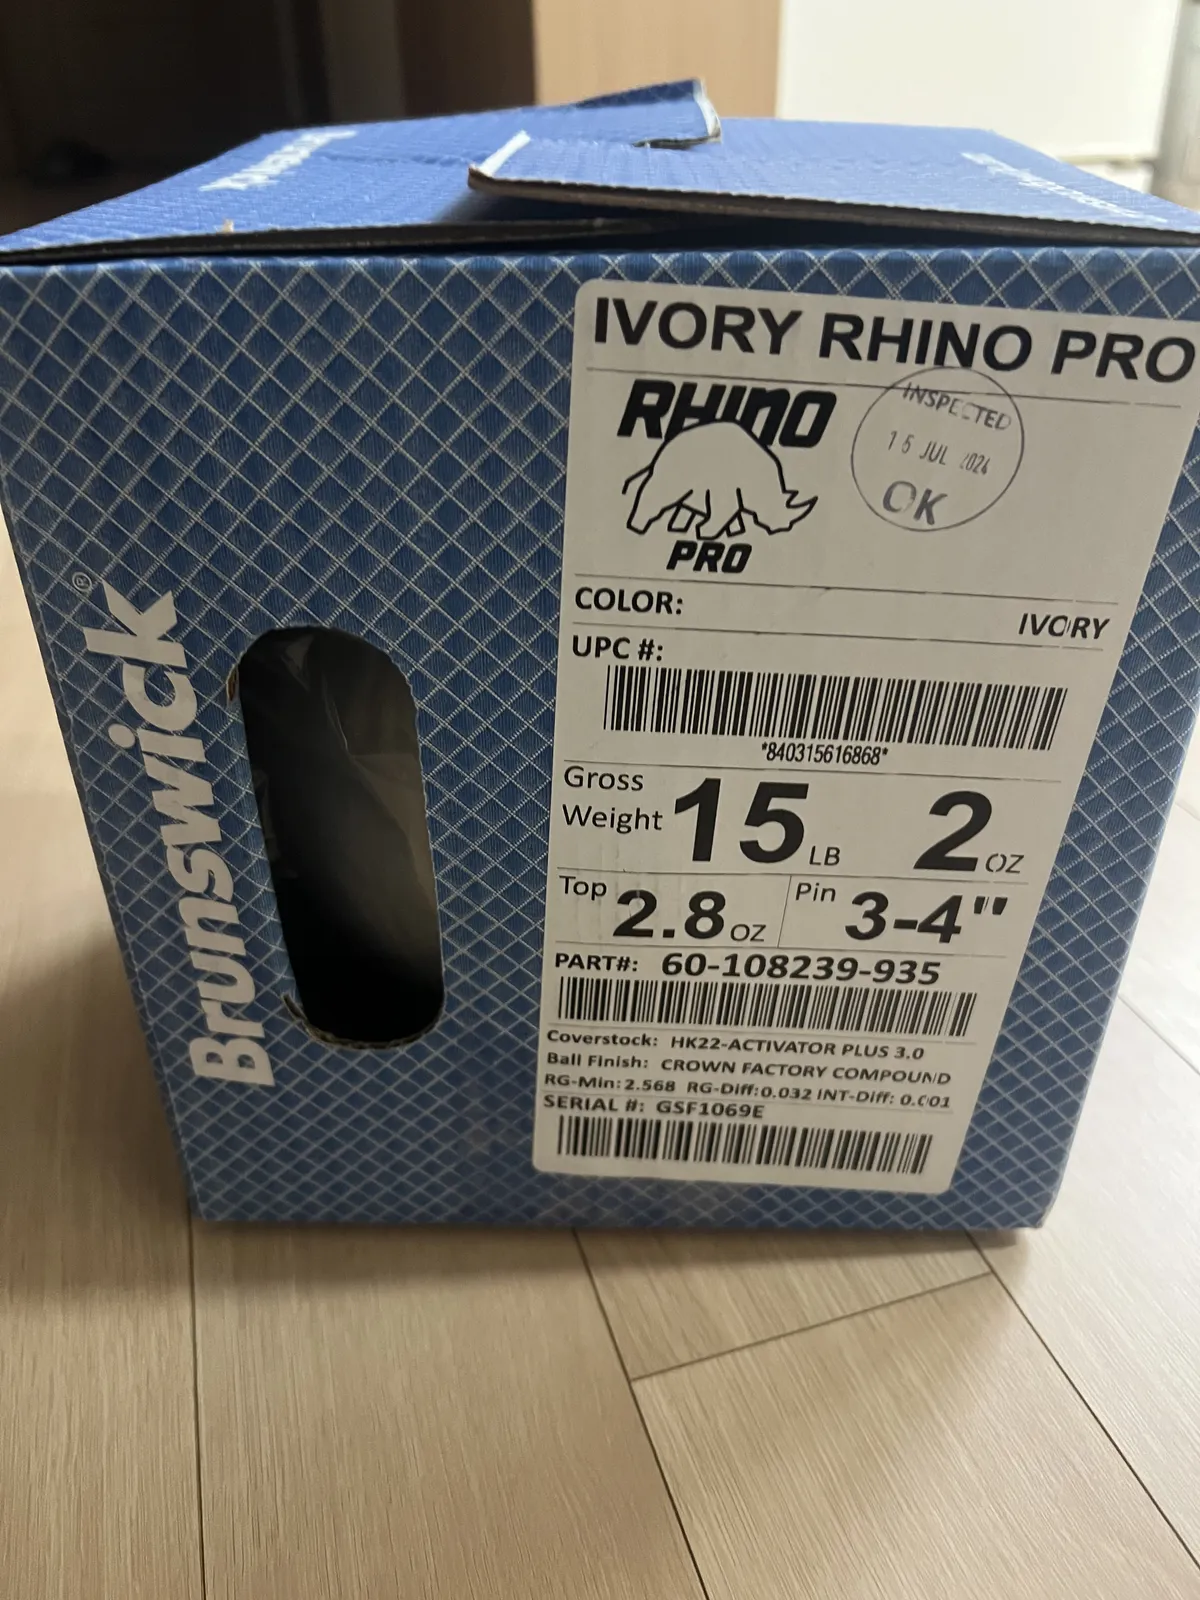 Brunswick®
IVORY RHINO PRO
RHINO
PRO
INSPECTED
15 JUL 2024
OK
COLOR: IVORY
UPC #:
*840315616868*
Gross Weight 15 LB 2 OZ
Top 2.8 OZ Pin 3-4"
PART#: 60-108239-935
Coverstock: HK22-ACTIVATOR PLUS 3.0
Ball Finish: CROWN FACTORY COMPOUND
RG-Min: 2.568 RG-Diff: 0.032 INT-Diff: 0.001
SERIAL #: GSF1069E